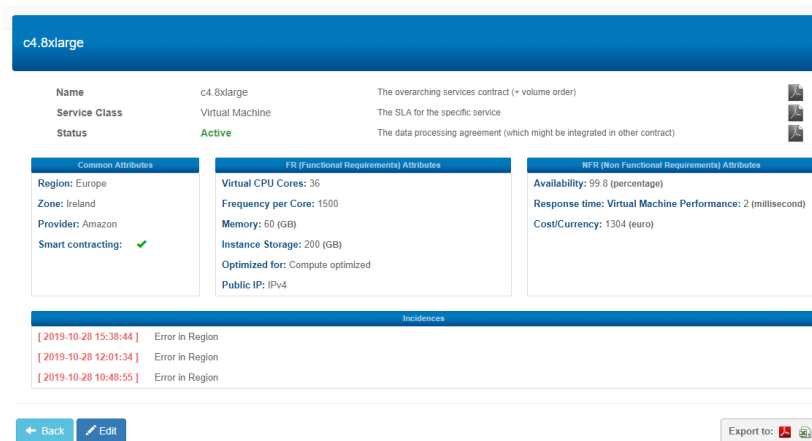 c4.8xlarge
Name c4.8xlarge The overarching services contract (+ volume order)
Service Class Virtual Machine The SLA for the specific service
Status Active The data processing agreement (which might be integrated in other contract)
Common Attributes
Region: Europe
Zone: Ireland
Provider: Amazon
Smart contracting:
FR (Functional Requirements) Attributes
Virtual CPU Cores: 36
Frequency per Core: 1500
Memory: 60 (GB)
Instance Storage: 200 (GB)
Optimized for: Compute optimized
Public IP: IPv4
NFR (Non Functional Requirements) Attributes
Availability: 99.8 (percentage)
Response time: Virtual Machine Performance: 2 (millisecond)
Cost/Currency: 1304 (euro)
Incidences
[ 2019-10-28 15:38:44 ] Error in Region
[ 2019-10-28 12:01:34 ] Error in Region
[ 2019-10-28 10:48:55 ] Error in Region
Back Edit Export to: